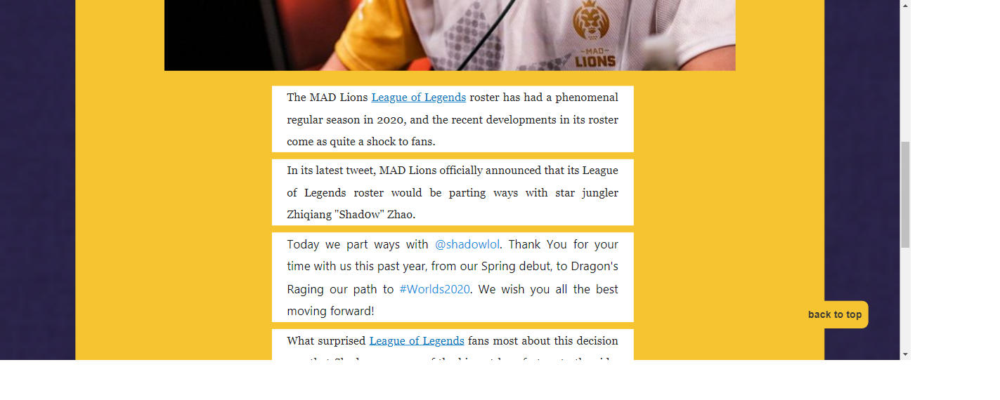 -MAD-
LIONS
The MAD Lions League of Legends roster has had a phenomenal
regular season in 2020, and the recent developments in its roster
come as quite a shock to fans.
In its latest tweet, MAD Lions officially announced that its League
of Legends roster would be parting ways with star jungler
Zhiqiang "Shad0w" Zhao.
Today we part ways with @shadowlol. Thank You for your
time with us this past year, from our Spring debut, to Dragon's
Raging our path to #Worlds2020. We wish you all the best
moving forward!
back to top
What surprised League of Legends fans most about this decision